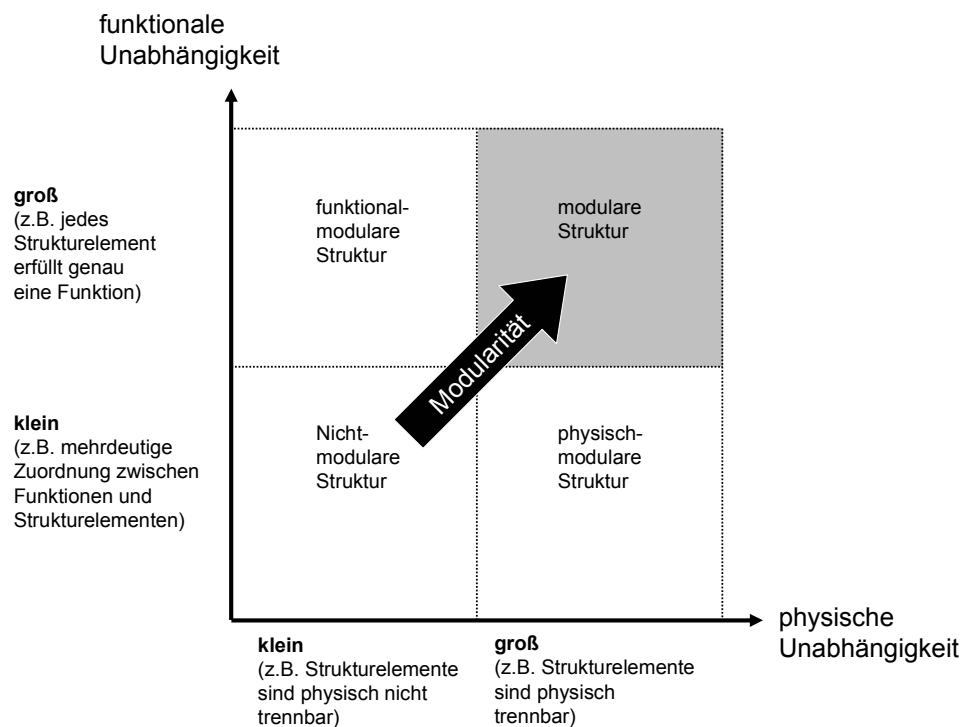 funktionale
Unabhängigkeit
groß
(z.B. jedes
Strukturelement
erfüllt genau
eine Funktion)
funktional-
modulare
Struktur
modulare
Struktur
Modularität
klein
(z.B. mehrdeutige
Zuordnung zwischen
Funktionen und
Strukturelementen)
Nicht-
modulare
Struktur
physisch-
modulare
Struktur
physische
Unabhängigkeit
klein
(z.B. Strukturelemente
sind physisch nicht
trennbar)
groß
(z.B. Strukturelemente
sind physisch
trennbar)